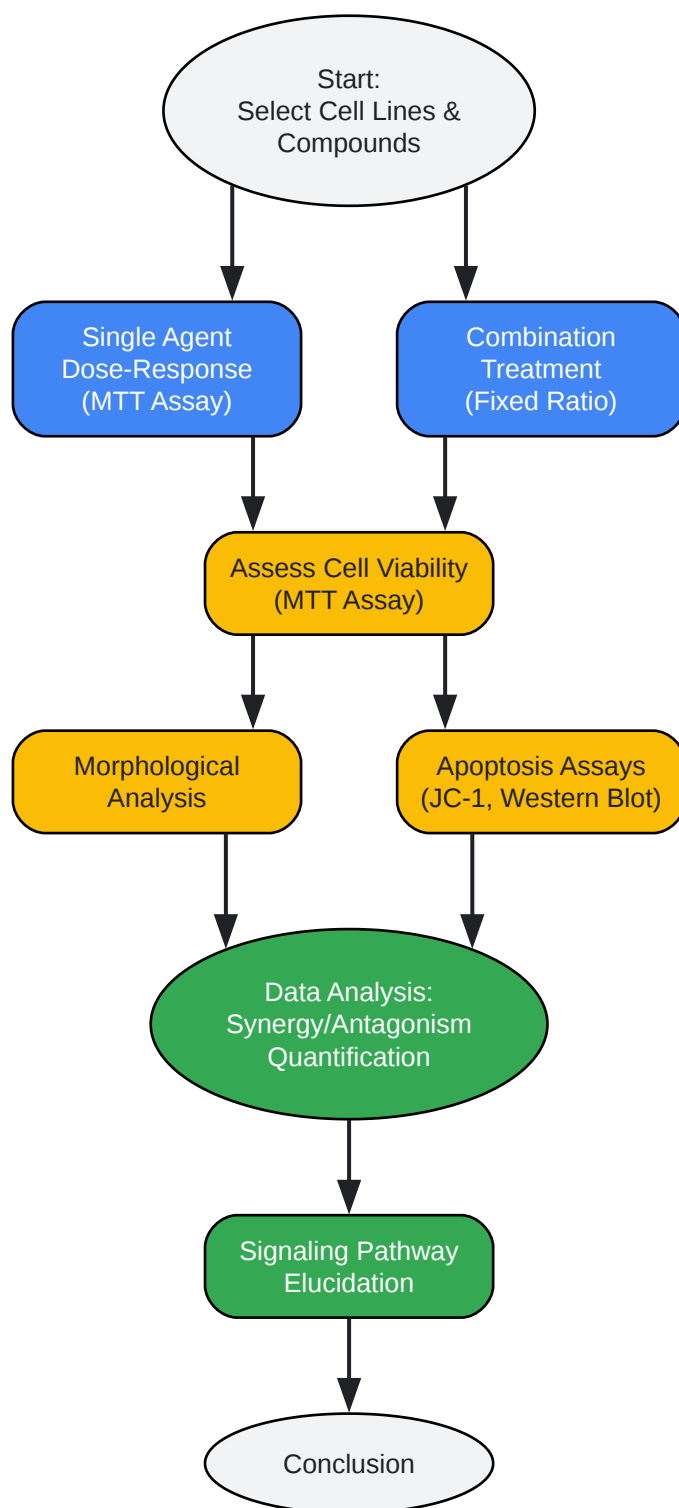 Start:
Select Cell Lines &
Compounds
Single Agent
Dose-Response
(MTT Assay)
Combination
Treatment
(Fixed Ratio)
Assess Cell Viability
(MTT Assay)
Morphological
Analysis
Apoptosis Assays
(JC-1, Western Blot)
Data Analysis:
Synergy/Antagonism
Quantification
Signaling Pathway
Elucidation
Conclusion